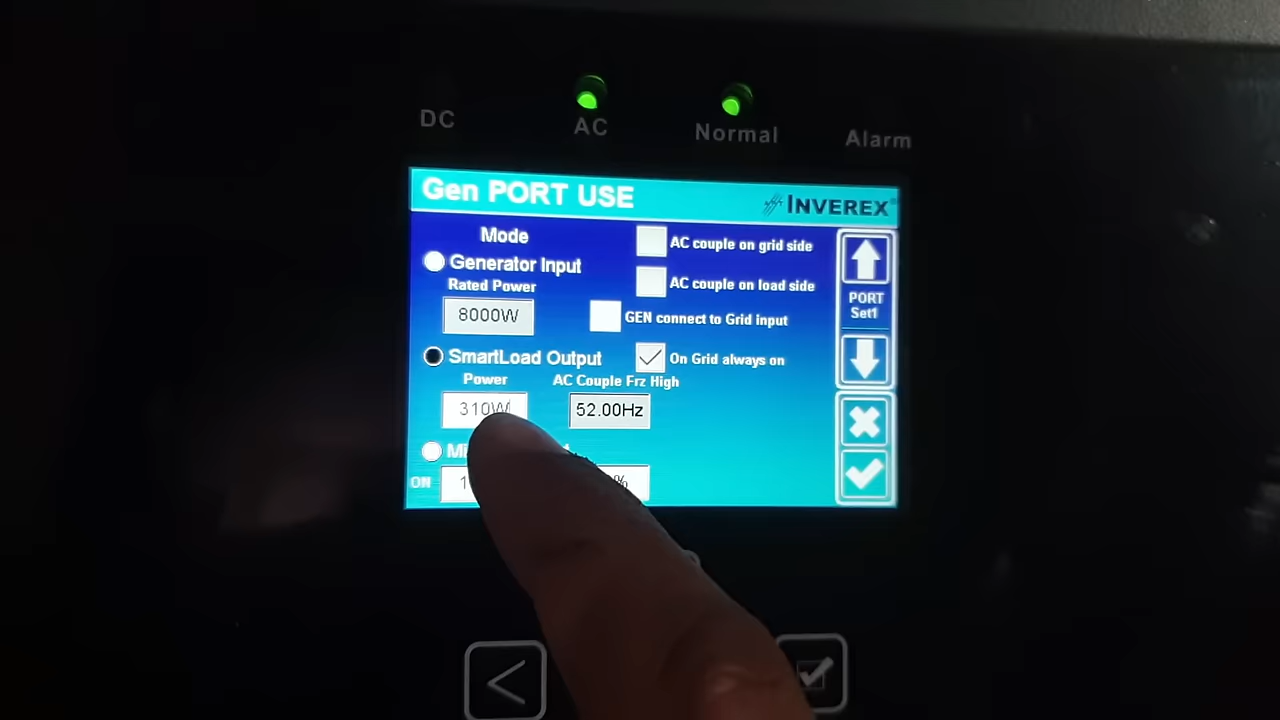 DC
AC
Normal
Alarm
Gen PORT USE
INVEREX
Mode
AC couple on grid side
Generator Input
Rated Power
AC couple on load side
8000W
GEN connect to Grid input
PORT
Set1
SmartLoad Output
On Grid always on
Power
AC Couple Frz High
310W
52.00Hz
ON